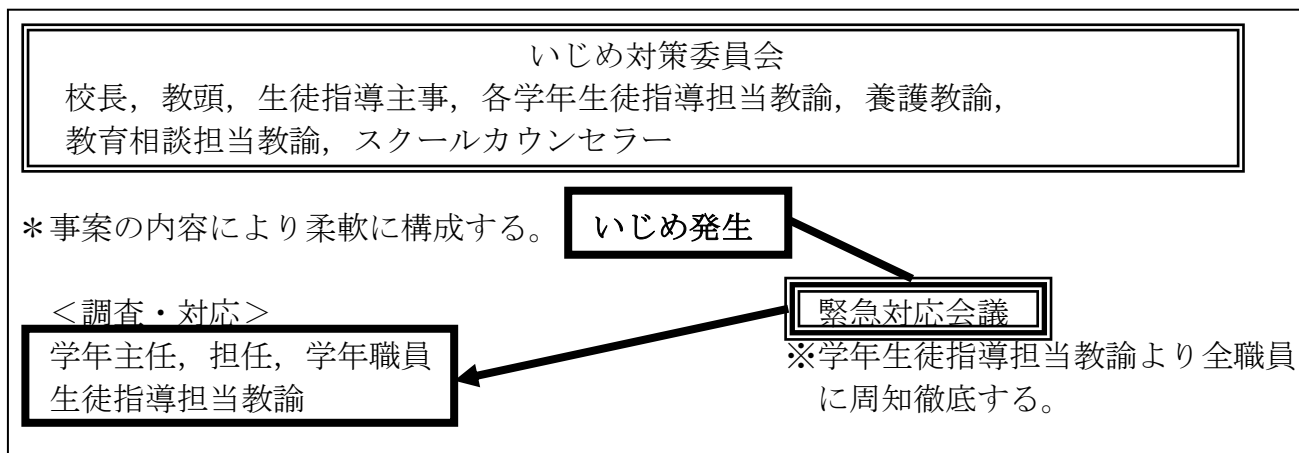 いじめ対策委員会
校長，教頭，生徒指導主事，各学年生徒指導担当教諭，養護教諭，
教育相談担当教諭，スクールカウンセラー
＊事案の内容により柔軟に構成する。
いじめ発生
＜調査・対応＞
学年主任，担任，学年職員
生徒指導担当教諭
緊急対応会議
※学年生徒指導担当教諭より全職員
に周知徹底する。